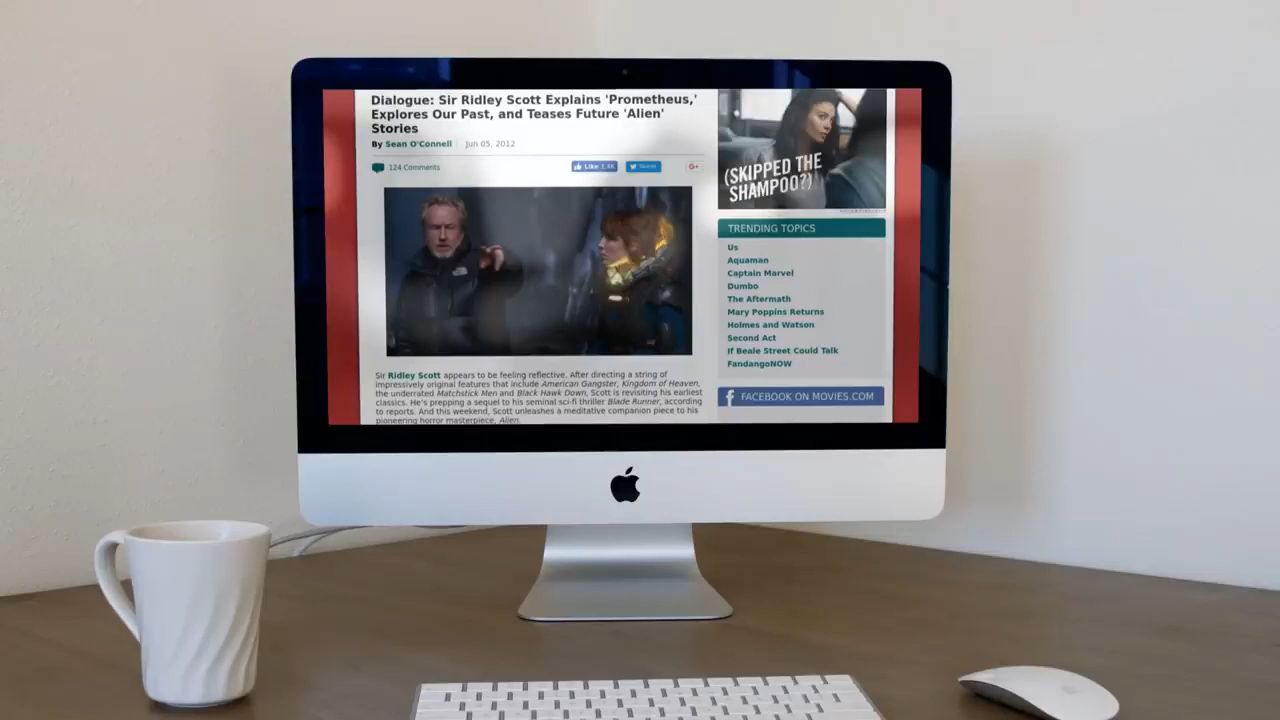 Dialogue: Sir Ridley Scott Explains 'Prometheus,'
Explores Our Past, and Teases Future 'Alien'
Stories
By Sean O'Connell Jun 05, 2012
124 Comments
Like 1.4K
Tweet
G+
Sir Ridley Scott appears to be feeling reflective. After directing a string of
impressively original features that include American Gangster, Kingdom of Heaven,
the underrated Matchstick Men and Black Hawk Down, Scott is revisiting his earliest
classics. He's prepping a sequel to his seminal sci-fi thriller Blade Runner, according
to reports. And this weekend, Scott unleashes a meditative companion piece to his
pioneering horror masterpiece, Alien.
(SKIPPED THE
SHAMPOO?)
TRENDING TOPICS
Us
Aquaman
Captain Marvel
Dumbo
The Aftermath
Mary Poppins Returns
Holmes and Watson
Second Act
If Beale Street Could Talk
FandangoNOW
FACEBOOK ON MOVIES.COM